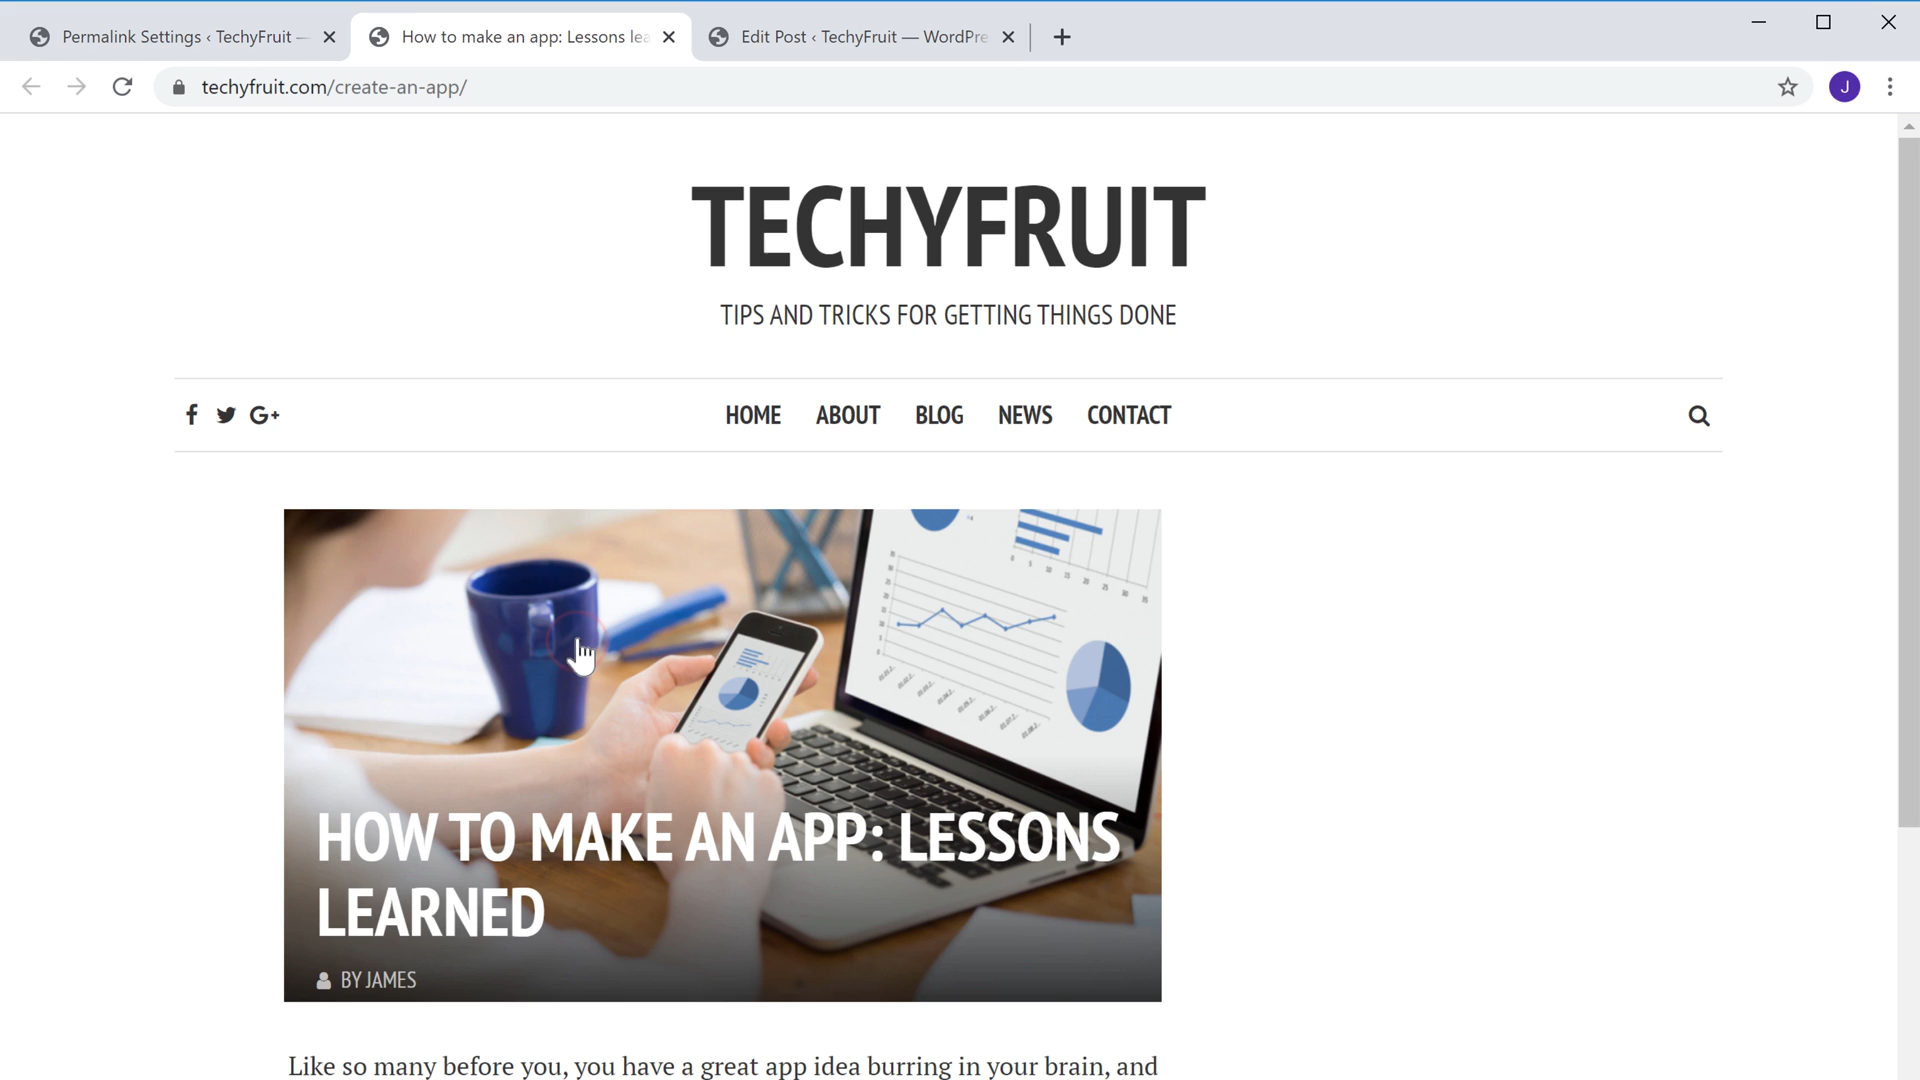 Permalink Settings ‹ TechyFruit —
How to make an app: Lessons lea
Edit Post ‹ TechyFruit — WordPre
techyfruit.com/create-an-app/
J
TECHYFRUIT
TIPS AND TRICKS FOR GETTING THINGS DONE
HOME ABOUT BLOG NEWS CONTACT
HOW TO MAKE AN APP: LESSONS
LEARNED
BY JAMES
Like so many before you, you have a great app idea burring in your brain, and